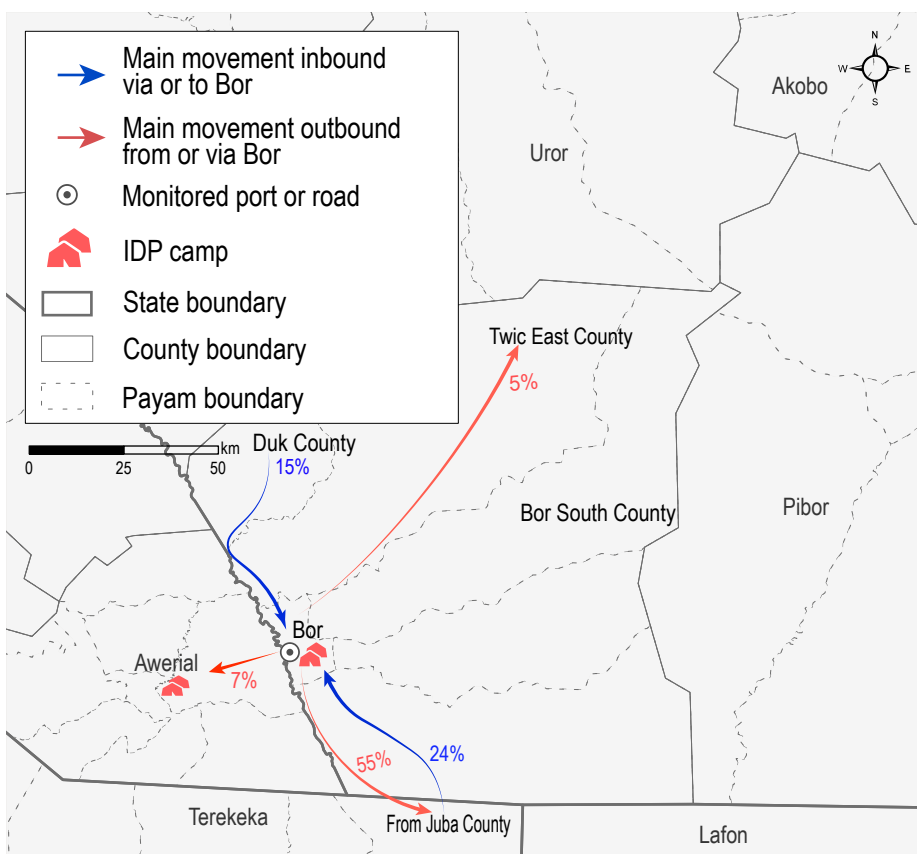 Main movement inbound
via or to Bor
Main movement outbound
from or via Bor
Monitored port or road
IDP camp
State boundary
County boundary
Payam boundary
km
0 25 50
N
W E
S
Akobo
Uror
Twic East County
5%
Duk County
15%
Bor South County
Pibor
Bor
Awerial
7%
55%
24%
Terekeka
From Juba County
Lafon